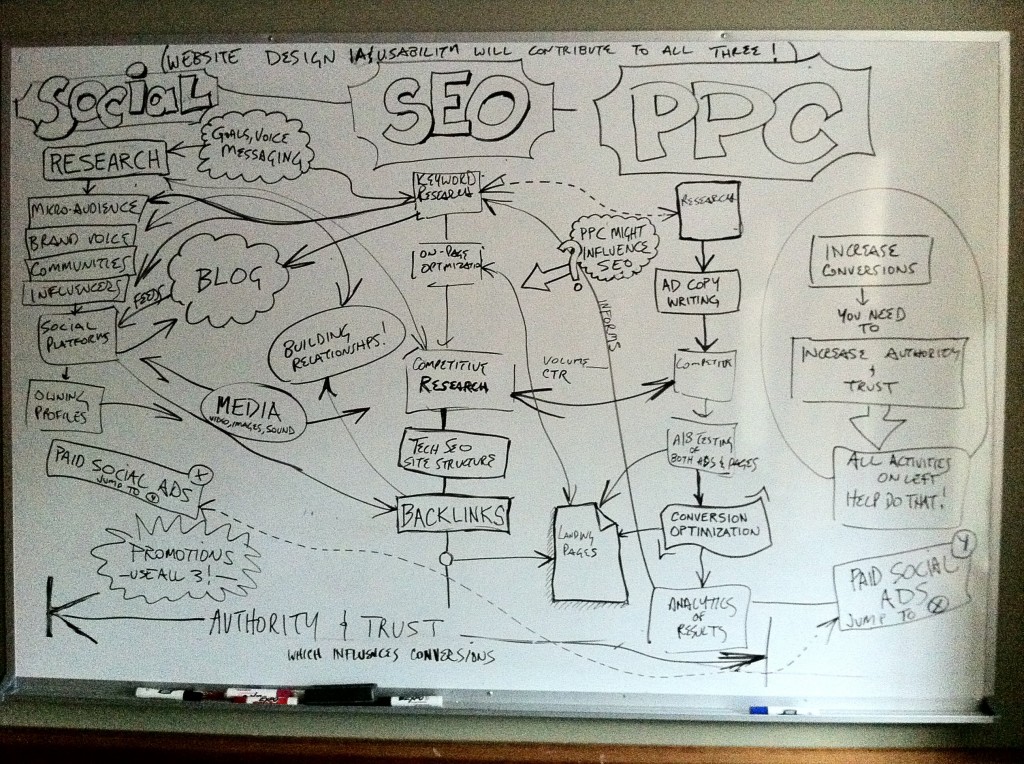 (WEBSITE DESIGN IA/USABILITY WILL CONTRIBUTE TO ALL THREE!)
SOCIAL
SEO
PPC
GOALS, VOICE
MESSAGING
RESEARCH
MICRO-AUDIENCE
BRAND VOICE
COMMUNITIES
INFLUENCERS
SOCIAL
PLATFORMS
OWNING
PROFILES
FEEDS
BLOG
BUILDING
RELATIONSHIPS!
MEDIA
VIDEO, IMAGES, SOUND
PAID SOCIAL ADS
JUMP TO Y
X
PROMOTIONS
—USE ALL 3!—
KEYWORD
RESEARCH
ON-PAGE
OPTIMIZATION
COMPETITIVE
RESEARCH
TECH SEO
SITE STRUCTURE
BACKLINKS
PPC MIGHT
INFLUENCE
SEO
INFORMS
VOLUME
CTR
LANDING
PAGES
RESEARCH
AD COPY
WRITING
A/B TESTING
OF
BOTH ADS & PAGES
CONVERSION
OPTIMIZATION
ANALYTICS
OF
RESULTS
INCREASE
CONVERSIONS
YOU NEED
TO
INCREASE AUTHORITY
&
TRUST
ALL ACTIVITIES
ON LEFT
HELP DO THAT!
Y
PAID SOCIAL
ADS
JUMP TO X
AUTHORITY & TRUST
WHICH INFLUENCES CONVERSIONS